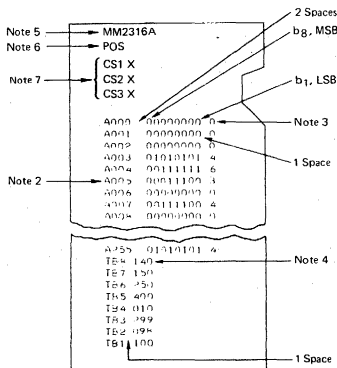 2 Spaces
Note 5 MM2316A
b8, MSB
Note 6 POS
Note 7 CS1 X
CS2 X
CS3 X
b1, LSB
A000 00000000 0 Note 3
A001 00000000 0
A002 00000000 0
A003 01010101 4 1 Space
A004 00111111 6
Note 2 A005 00011100 3
A006 00000000 0
A007 00111100 4
A008 00000000 0
A255 01010101 4
TB8 140 Note 4
TB7 150
TB6 250
TB5 400
TB4 010
TB3 299
TB2 098
TB1 100
1 Space